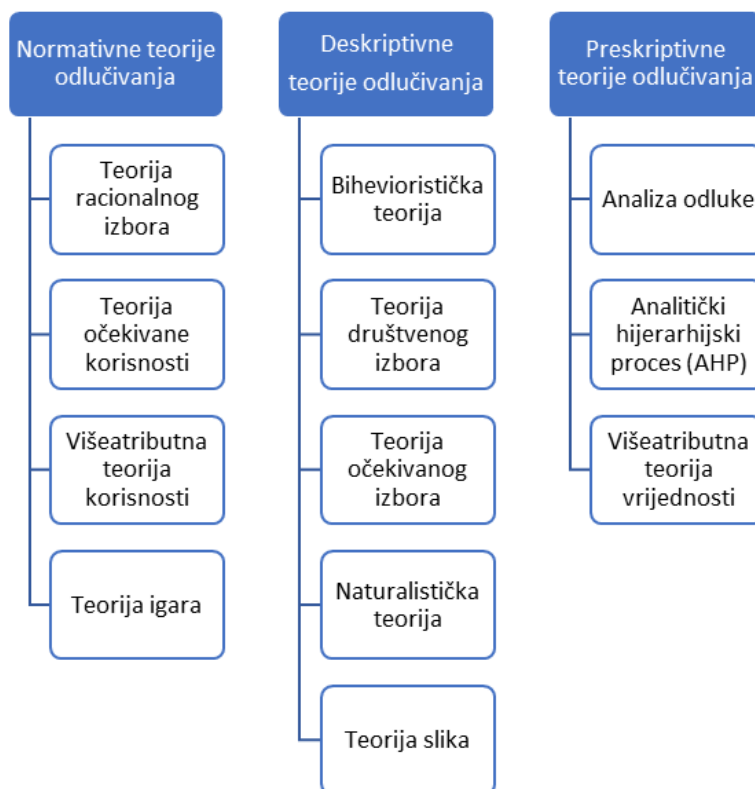 Normativne teorije
odlučivanja
Teorija
racionalnog
izbora
Teorija
očekivane
korisnosti
Višeatributna
teorija
korisnosti
Teorija igara
Deskriptivne
teorije odlučivanja
Bihevioristička
teorija
Teorija
društvenog
izbora
Teorija
očekivanog
izbora
Naturalistička
teorija
Teorija slika
Preskriptivne
teorije odlučivanja
Analiza odluke
Analitički
hijerarhijski
proces (AHP)
Višeatributna
teorija
vrijednosti